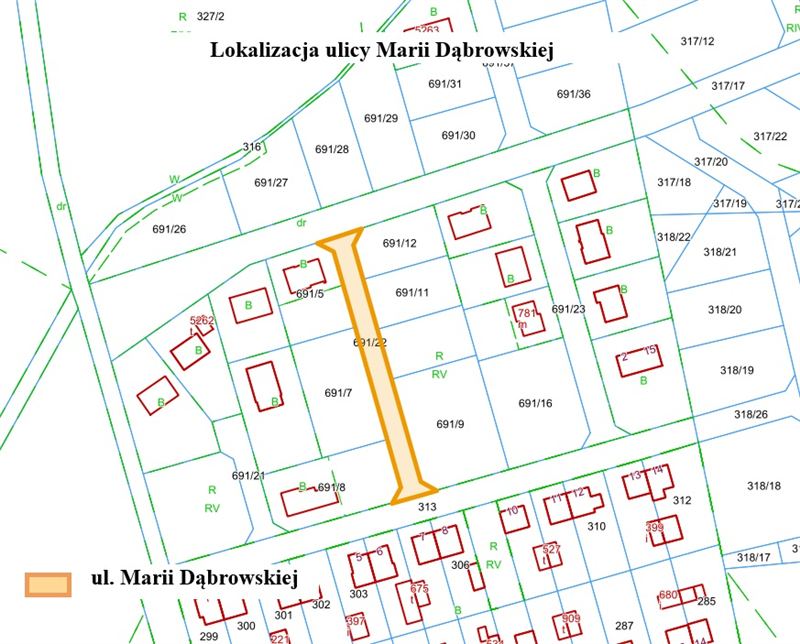 R 327/2
B
5263
Lokalizacja ulicy Marii Dąbrowskiej
317/12
691/31
691/36
317/17
691/29
691/30
317/22
316
691/28
317/20
W
691/27
B
317/18
W
317/19
dr
691/26
dr
B
691/12
B
318/22
318/21
B
691/5
691/11
B
B
B
691/23
318/20
5262
781
m
691/22
B
R
RV
2 15
318/19
B
B
B
691/7
691/16
691/9
318/26
691/21
R
RV
B
691/8
313
13 14
318/18
312
11 12
10
310
399
7 8
R
RV
527
5 6
306
318/17
ul. Marii Dąbrowskiej
303
675
680
285
302
301
B
300
397
909
287
299
221